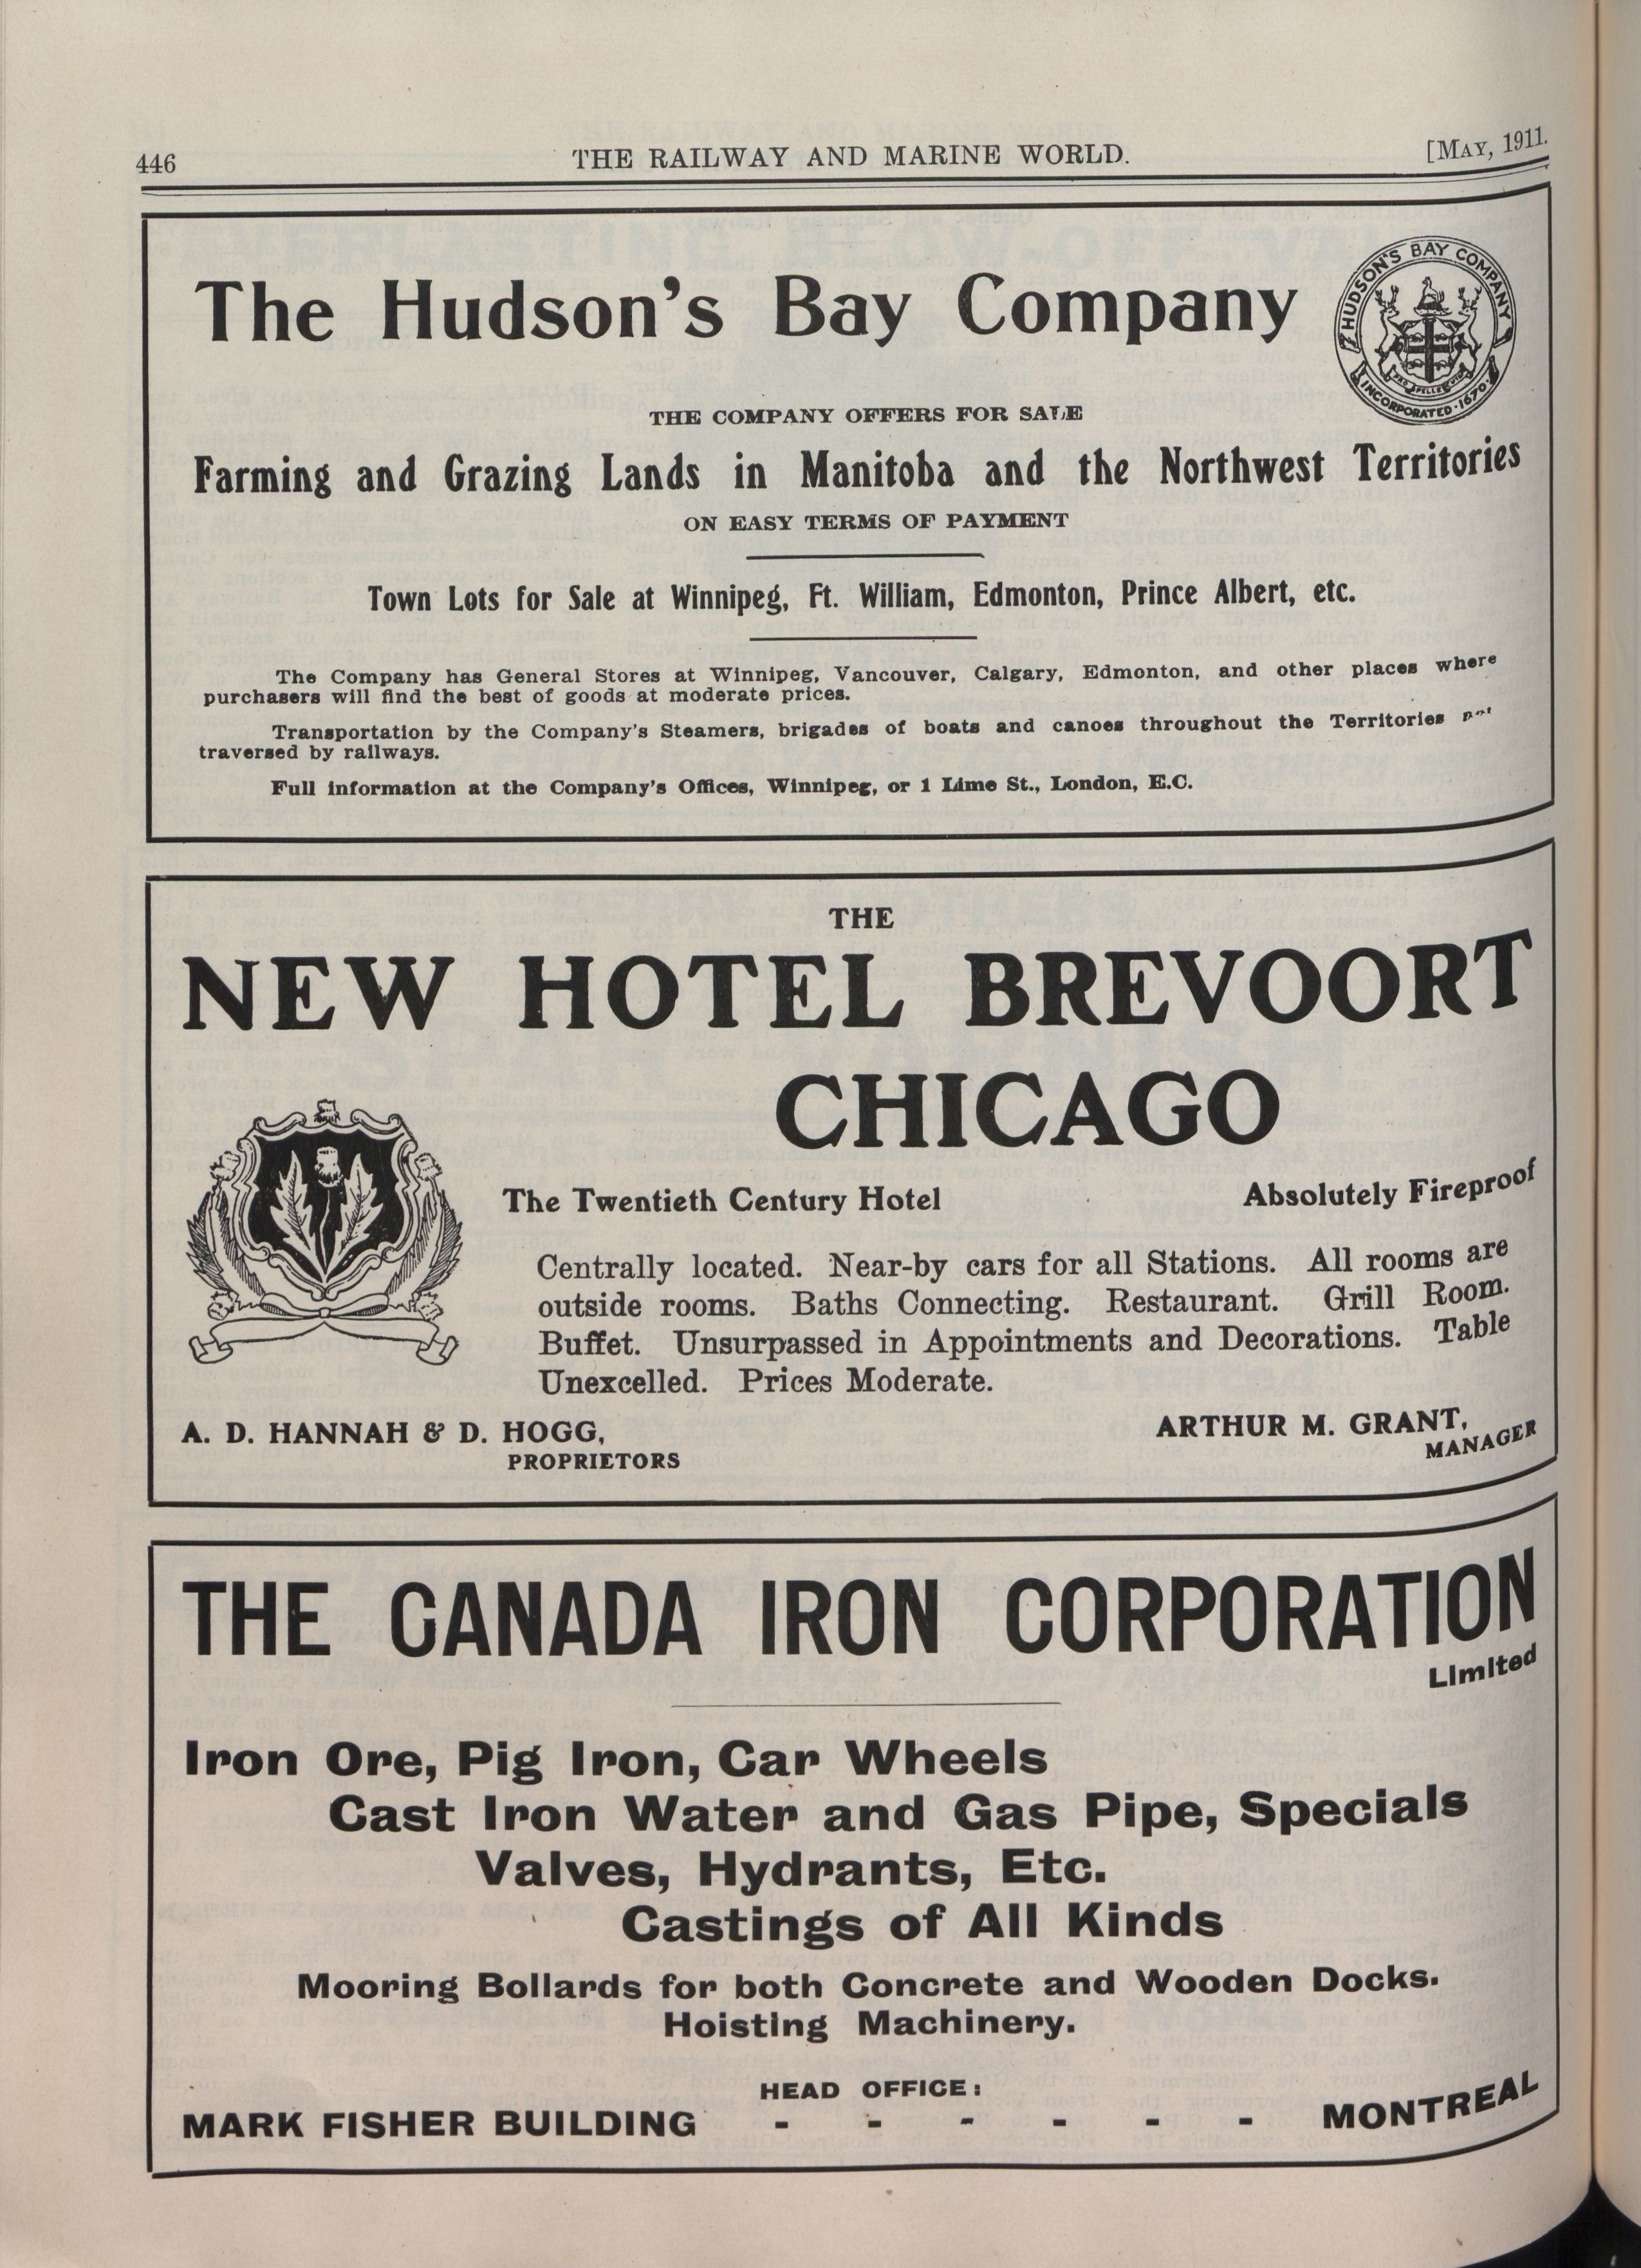 446
THE RAILWAY AND MARINE WORLD.
[MAY, 1911.
The Hudson's Bay Company
HUDSON'S BAY COMPANY
INCORPORATED · 1670 ·
THE COMPANY OFFERS FOR SALE
Farming and Grazing Lands in Manitoba and the Northwest Territories
ON EASY TERMS OF PAYMENT
Town Lots for Sale at Winnipeg, Ft. William, Edmonton, Prince Albert, etc.
The Company has General Stores at Winnipeg, Vancouver, Calgary, Edmonton, and other places where
purchasers will find the best of goods at moderate prices.
Transportation by the Company's Steamers, brigades of boats and canoes throughout the Territories not
traversed by railways.
Full information at the Company's Offices, Winnipeg, or 1 Lime St., London, E.C.
THE
NEW HOTEL BREVOORT
CHICAGO
The Twentieth Century Hotel Absolutely Fireproof
Centrally located. Near-by cars for all Stations. All rooms are
outside rooms. Baths Connecting. Restaurant. Grill Room.
Buffet. Unsurpassed in Appointments and Decorations. Table
Unexcelled. Prices Moderate.
A. D. HANNAH & D. HOGG,
PROPRIETORS
ARTHUR M. GRANT,
MANAGER
THE CANADA IRON CORPORATION
Limited
Iron Ore, Pig Iron, Car Wheels
Cast Iron Water and Gas Pipe, Specials
Valves, Hydrants, Etc.
Castings of All Kinds
Mooring Bollards for both Concrete and Wooden Docks.
Hoisting Machinery.
HEAD OFFICE:
MARK FISHER BUILDING - - - - - - MONTREAL